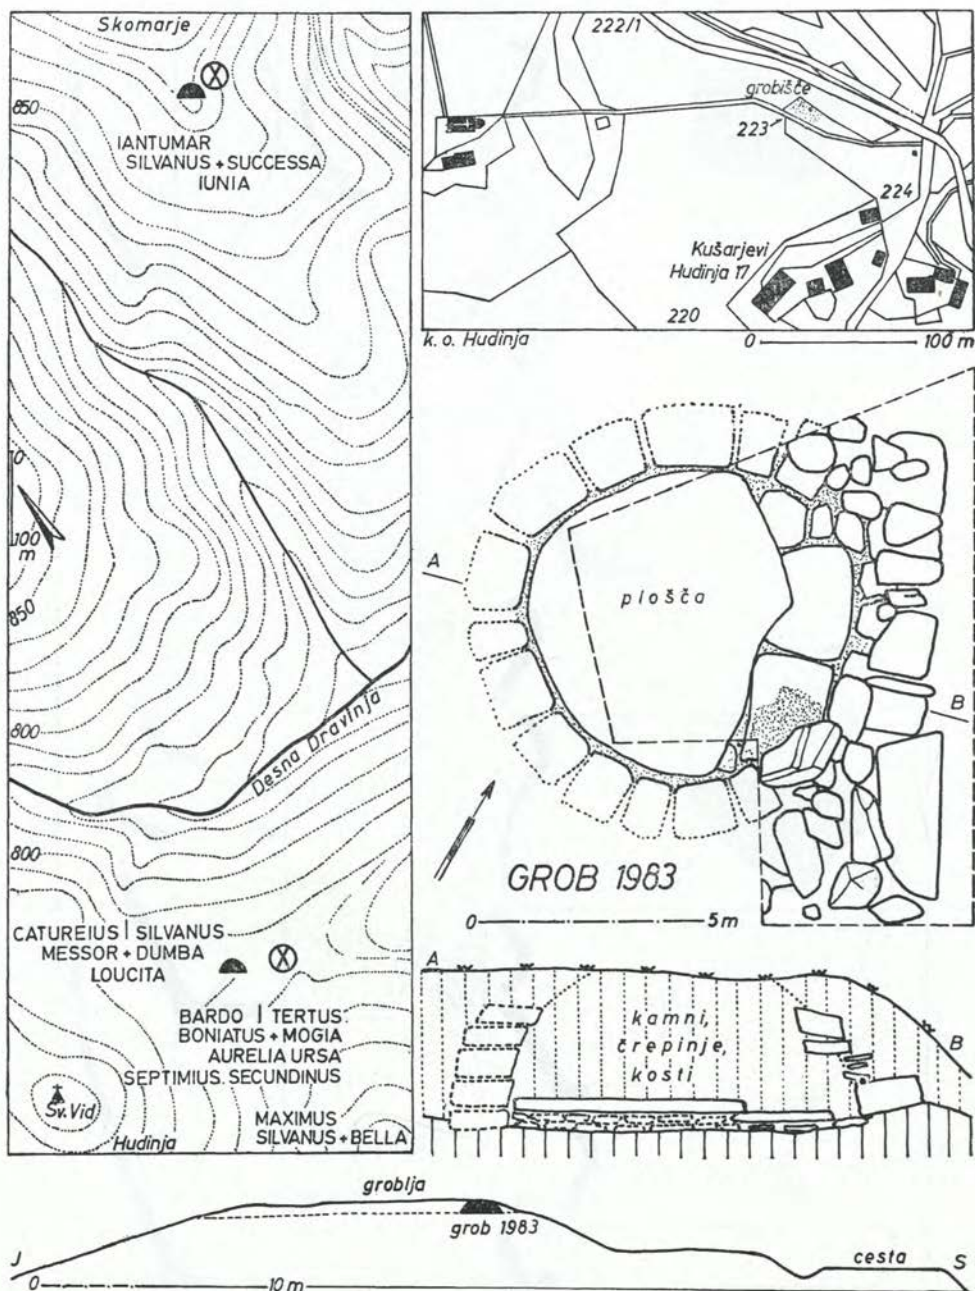 Skomarje
850
IANTUMAR
SILVANUS + SUCCESSA
IUNIA
100
m
850
800
Desna Dravinja
800
CATUREIUS | SILVANUS
MESSOR + DUMBA
LOUCITA
BARDO | TERTUS
BONIATUS + MOGIA
AURELIA URSA
SEPTIMIUS. SECUNDINUS
Sv. Vid
Hudinja
MAXIMUS
SILVANUS + BELLA
222/1
grobišče
223
224
Kušarjevi
Hudinja 17
220
k. o. Hudinja
0 100 m
A
plošča
B
GROB 1983
0 5 m
A
kamni,
črepinje,
kosti
B
groblja
grob 1983
J
cesta
S
0 10 m